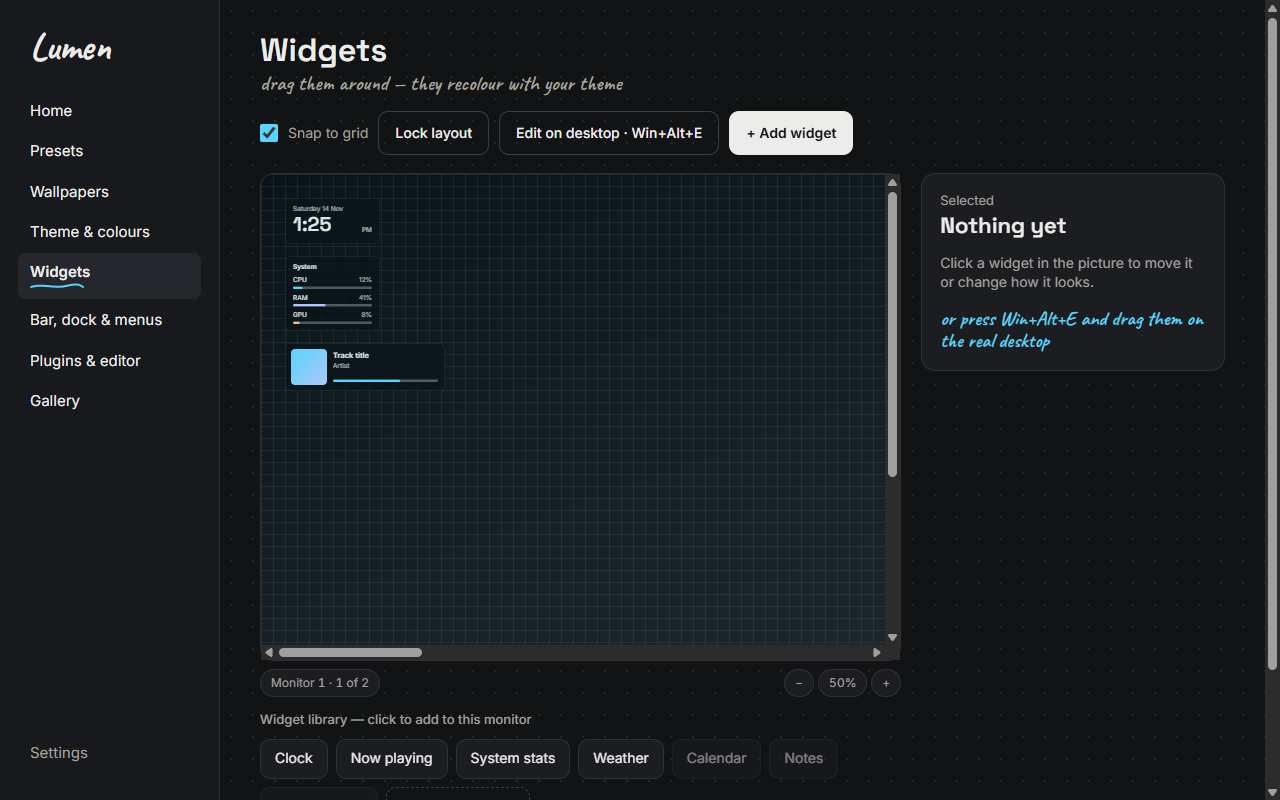 Lumen
Home
Presets
Wallpapers
Theme & colours
Widgets
Bar, dock & menus
Plugins & editor
Gallery
Settings
Widgets
drag them around — they recolour with your theme
Snap to grid
Lock layout
Edit on desktop · Win+Alt+E
+ Add widget
Saturday 14 Nov
1:25
PM
System
CPU 12%
RAM 41%
GPU 8%
Track title
Artist
Monitor 1 · 1 of 2
− 50% +
Widget library — click to add to this monitor
Clock
Now playing
System stats
Weather
Calendar
Notes
Selected
Nothing yet
Click a widget in the picture to move it
or change how it looks.
or press Win+Alt+E and drag them on
the real desktop